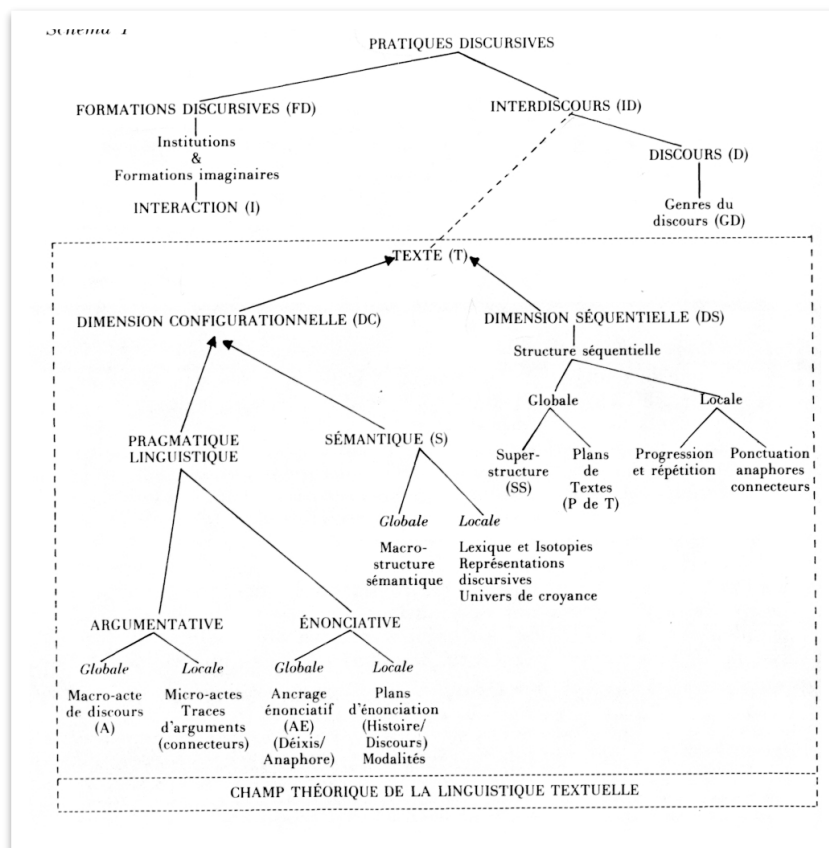 Schéma 1
PRATIQUES DISCURSIVES
FORMATIONS DISCURSIVES (FD)
Institutions
&
Formations imaginaires
INTERACTION (I)
INTERDISCOURS (ID)
DISCOURS (D)
Genres du
discours (GD)
TEXTE (T)
DIMENSION CONFIGURATIONNELLE (DC)
DIMENSION SÉQUENTIELLE (DS)
Structure séquentielle
Globale
Super-
structure
(SS)
Plans
de
Textes
(P de T)
Locale
Progression
et répétition
Ponctuation
anaphores
connecteurs
PRAGMATIQUE
LINGUISTIQUE
SÉMANTIQUE (S)
Globale
Macro-
structure
sémantique
Locale
Lexique et Isotopies
Représentations
discursives
Univers de croyance
ARGUMENTATIVE
Globale
Macro-acte
de discours
(A)
Locale
Micro-actes
Traces
d'arguments
(connecteurs)
ÉNONCIATIVE
Globale
Ancrage
énonciatif
(AE)
(Déixis/
Anaphore)
Locale
Plans
d'énonciation
(Histoire/
Discours)
Modalités
CHAMP THÉORIQUE DE LA LINGUISTIQUE TEXTUELLE